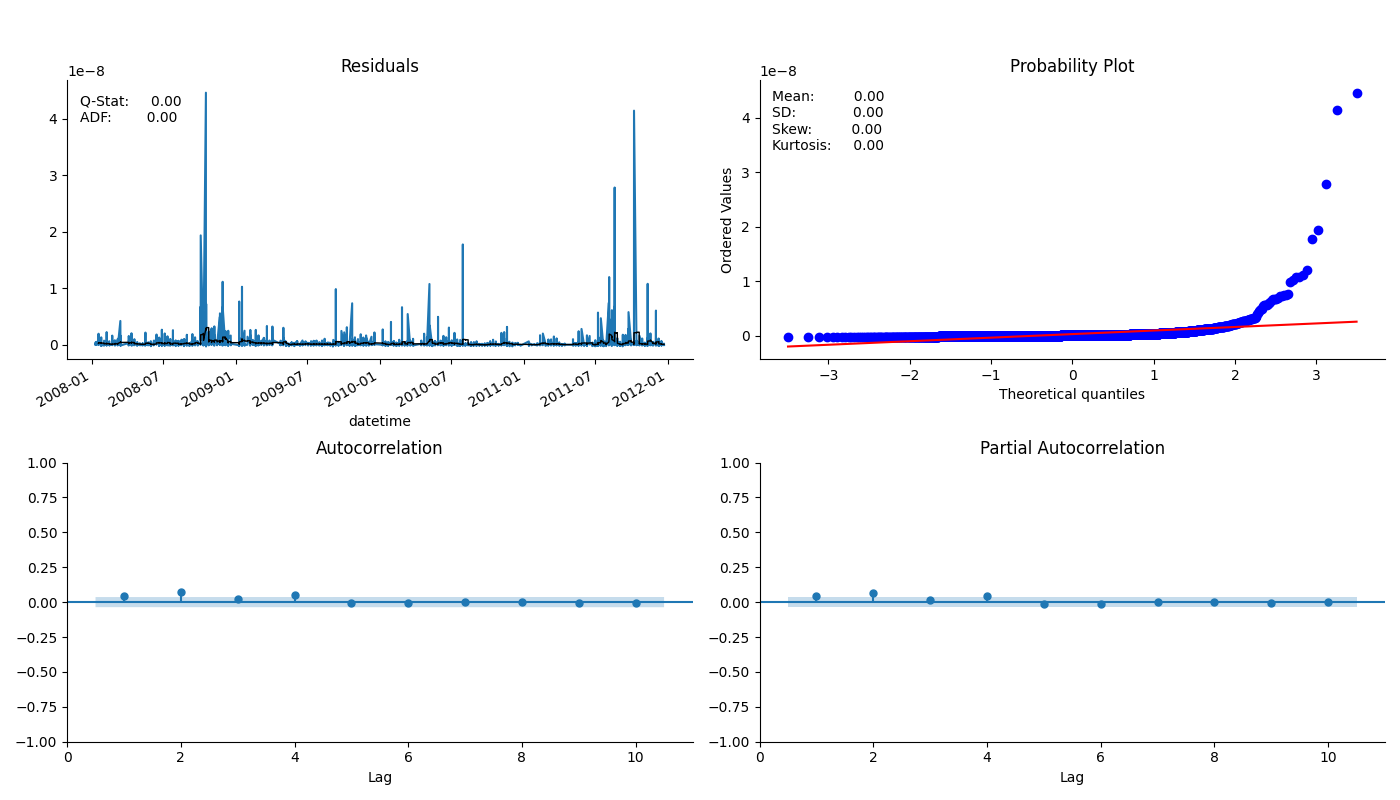 Residuals
1e−8
Q-Stat: 0.00
ADF: 0.00
4
3
2
1
0
2008-01
2008-07
2009-01
2009-07
2010-01
2010-07
2011-01
2011-07
2012-01
datetime
Probability Plot
1e−8
Mean: 0.00
SD: 0.00
Skew: 0.00
Kurtosis: 0.00
Ordered Values
4
3
2
1
0
−3 −2 −1 0 1 2 3
Theoretical quantiles
Autocorrelation
1.00
0.75
0.50
0.25
0.00
−0.25
−0.50
−0.75
−1.00
0 2 4 6 8 10
Lag
Partial Autocorrelation
1.00
0.75
0.50
0.25
0.00
−0.25
−0.50
−0.75
−1.00
0 2 4 6 8 10
Lag